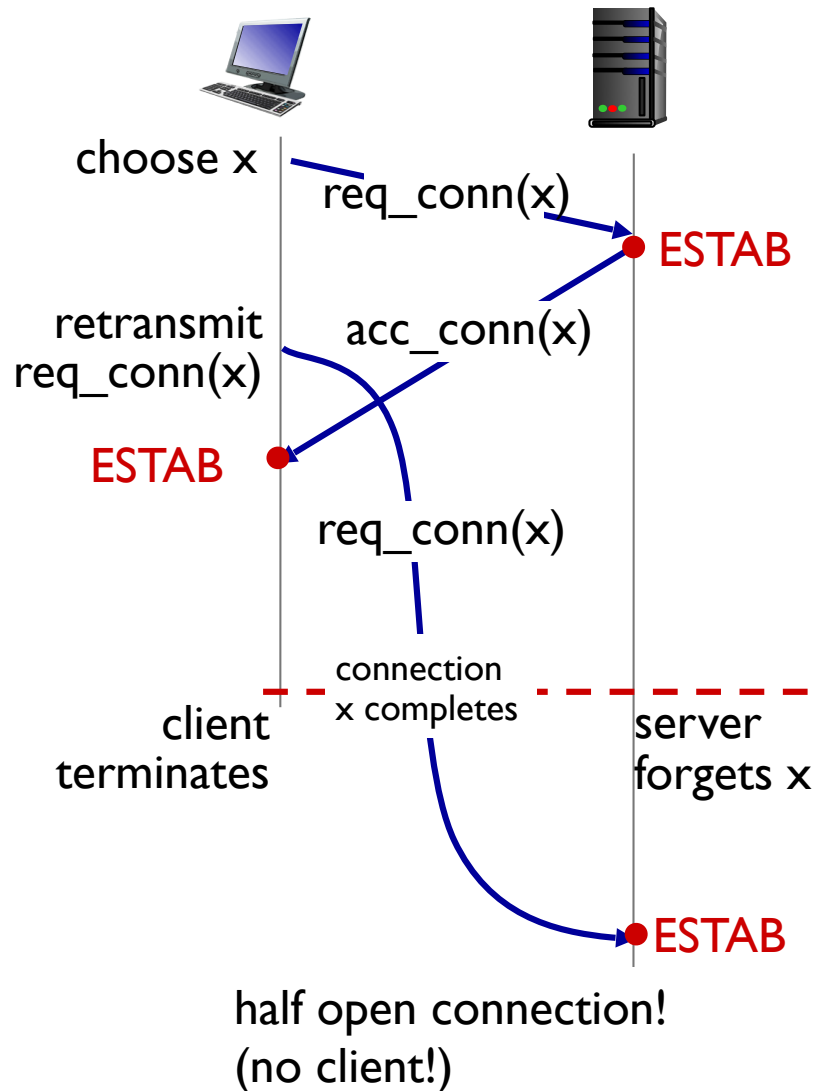 choose x
req_conn(x)
ESTAB
retransmit
req_conn(x)
acc_conn(x)
ESTAB
req_conn(x)
connection
x completes
client
terminates
server
forgets x
ESTAB
half open connection!
(no client!)